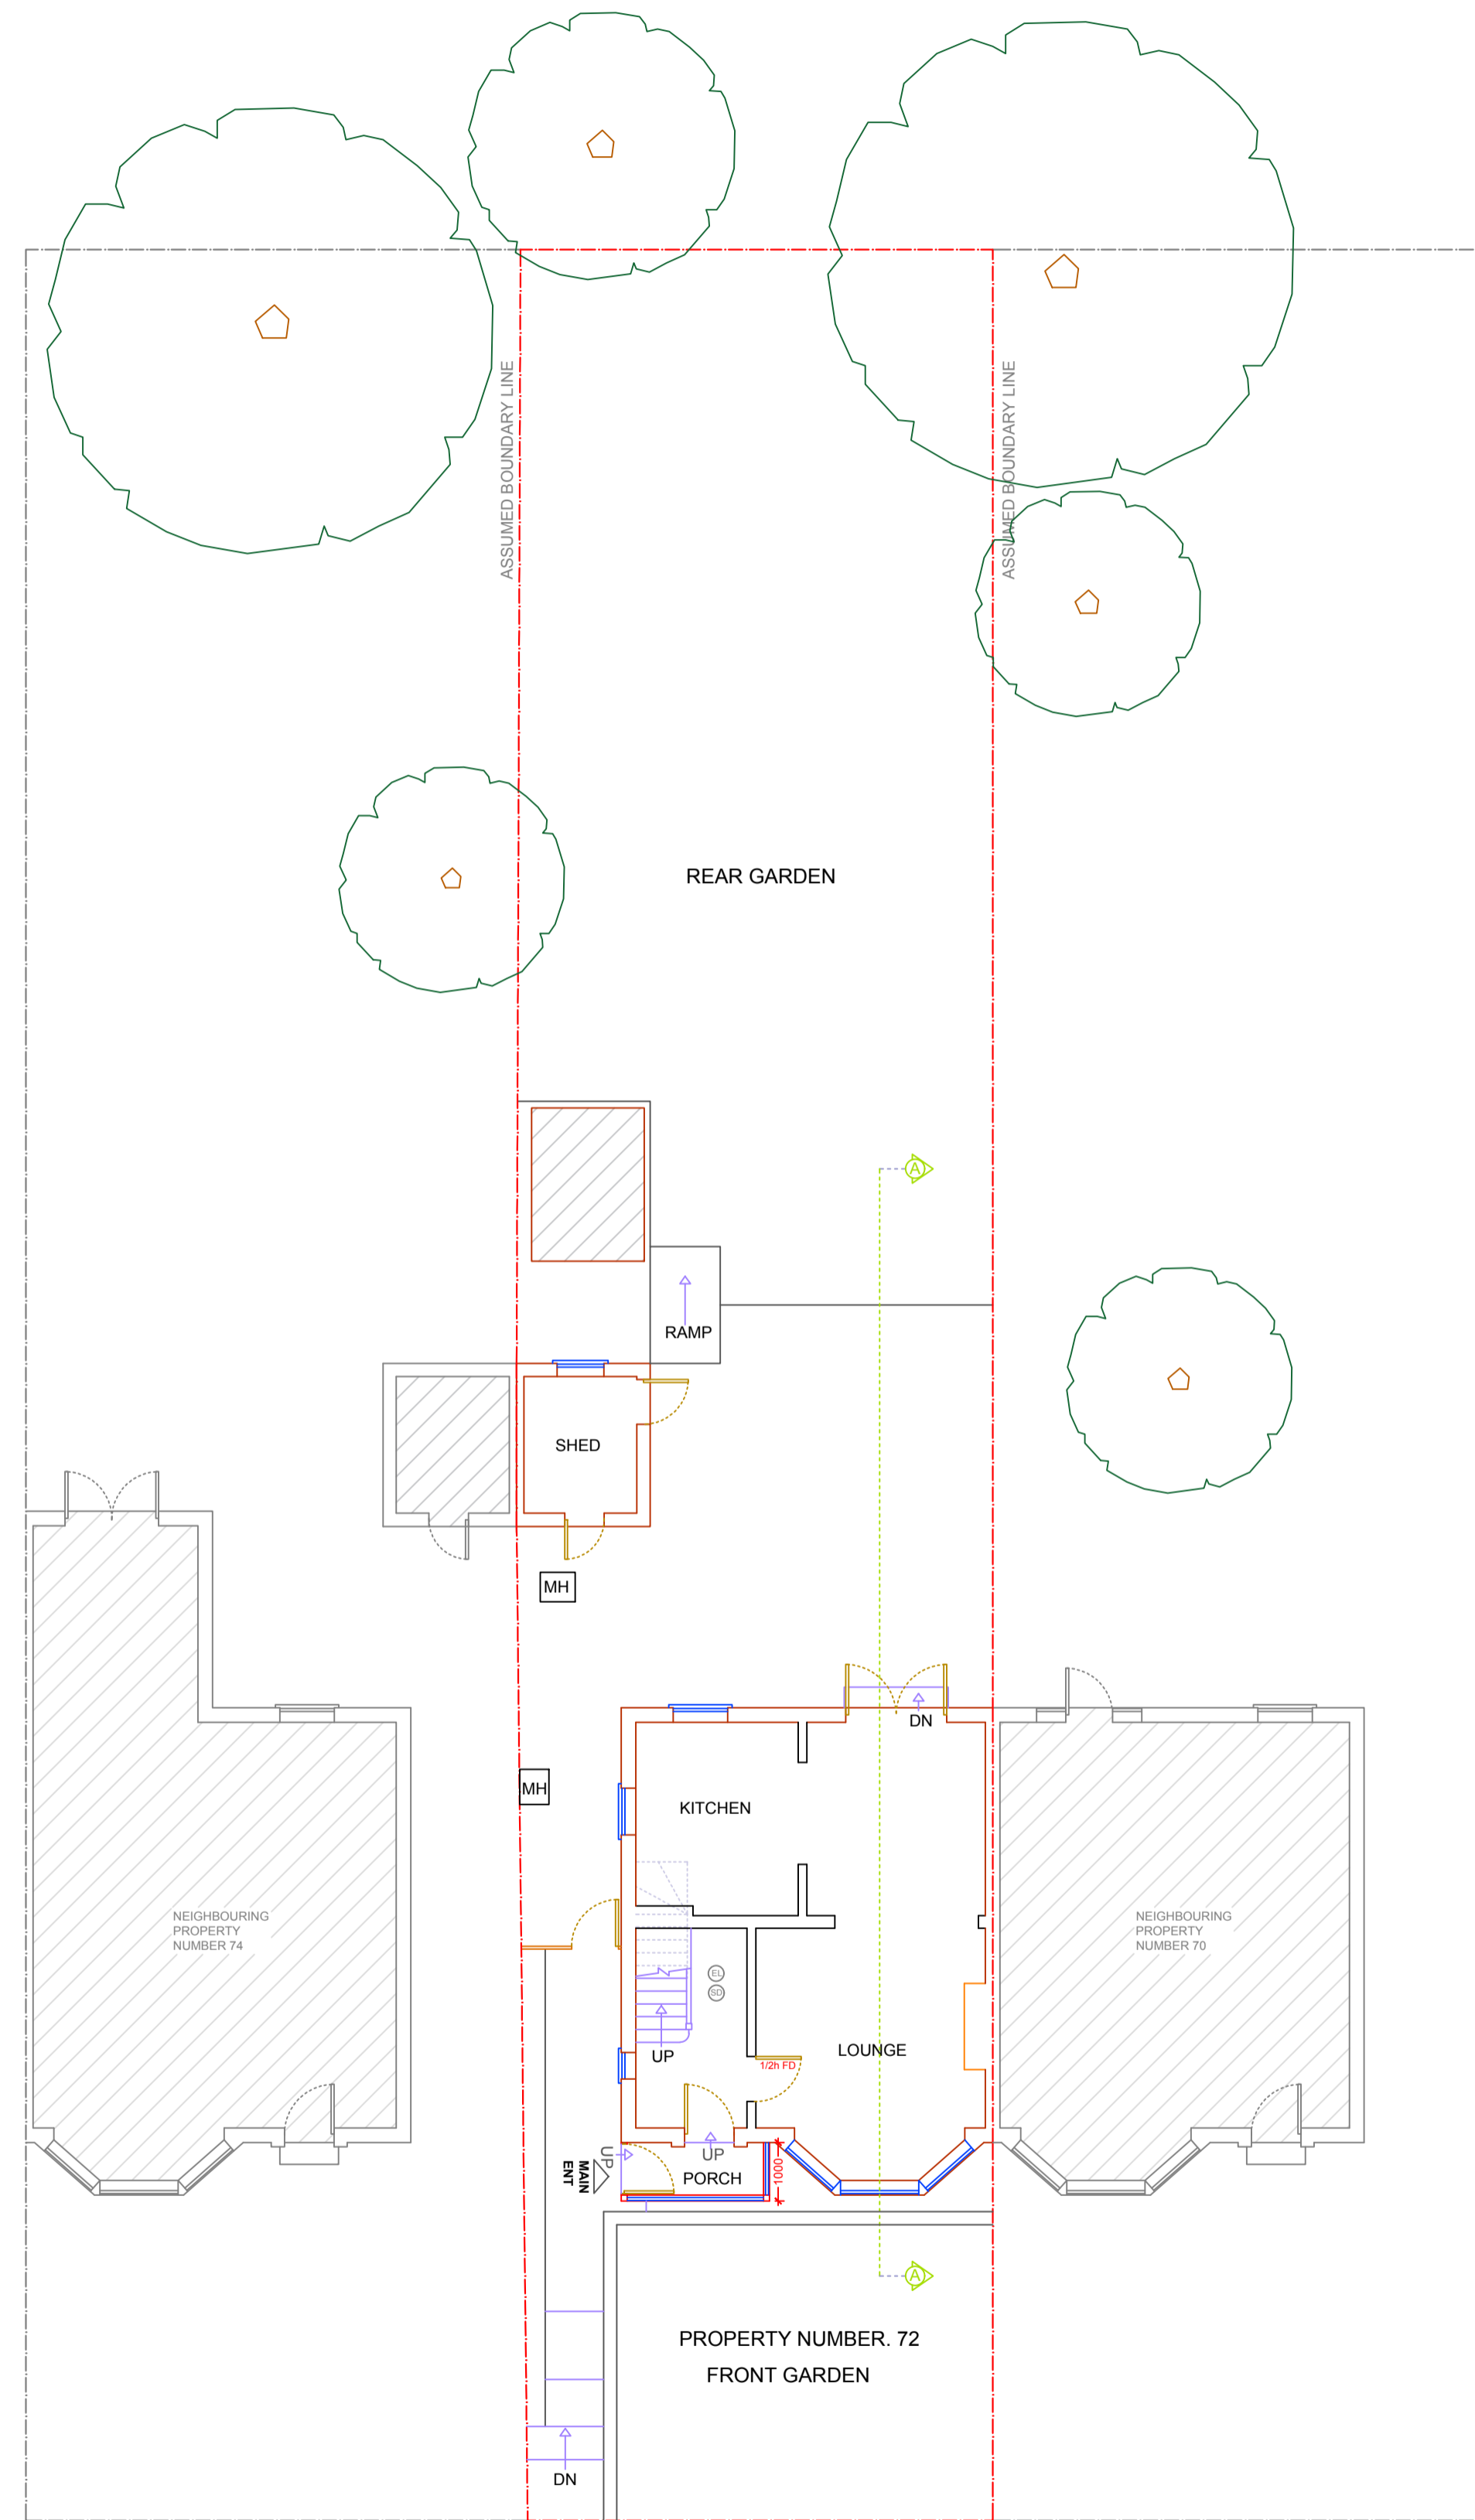 ASSUMED BOUNDARY LINE
ASSUMED BOUNDARY LINE
REAR GARDEN
A
RAMP
SHED
MH
DN
MH
KITCHEN
NEIGHBOURING
PROPERTY
NUMBER 74
NEIGHBOURING
PROPERTY
NUMBER 70
EL
SD
UP
LOUNGE
1/2h FD
UP
UP
MAIN
ENT
PORCH
1000
A
PROPERTY NUMBER. 72
FRONT GARDEN
DN